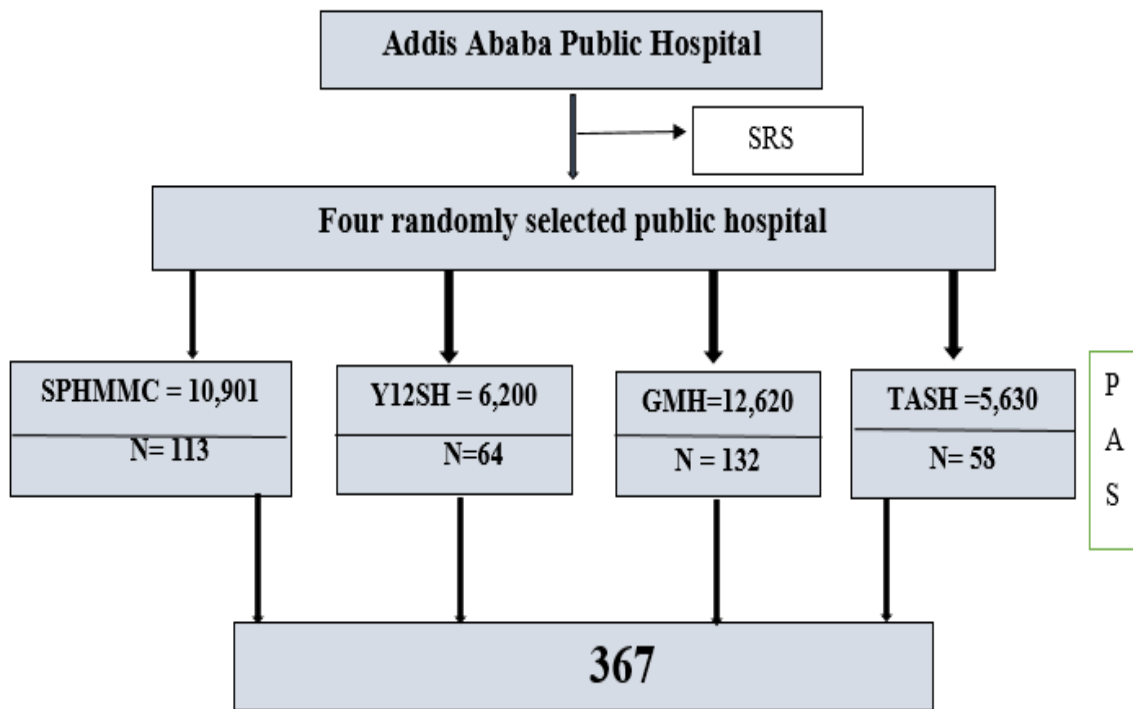 Addis Ababa Public Hospital
SRS
Four randomly selected public hospital
SPHMMC = 10,901
N= 113
Y12SH = 6,200
N=64
GMH=12,620
N = 132
TASH =5,630
N= 58
P
A
S
367